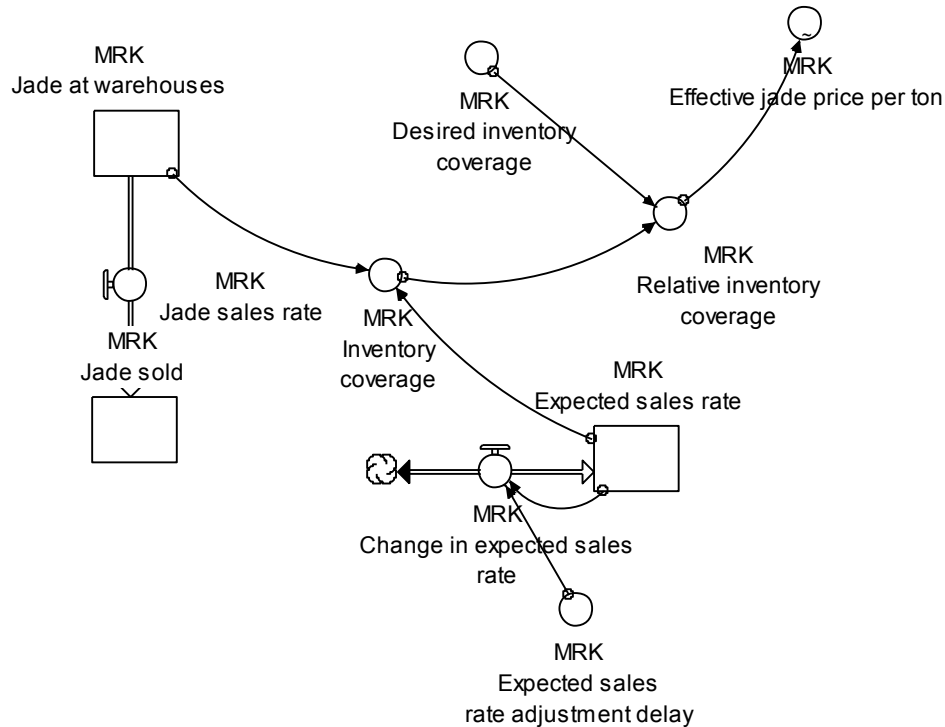 MRK
Jade at warehouses
MRK
Effective jade price per ton
MRK
Desired inventory
coverage
MRK
Relative inventory
coverage
MRK
Jade sales rate
MRK
Inventory
coverage
MRK
Jade sold
MRK
Expected sales rate
MRK
Change in expected sales
rate
MRK
Expected sales
rate adjustment delay